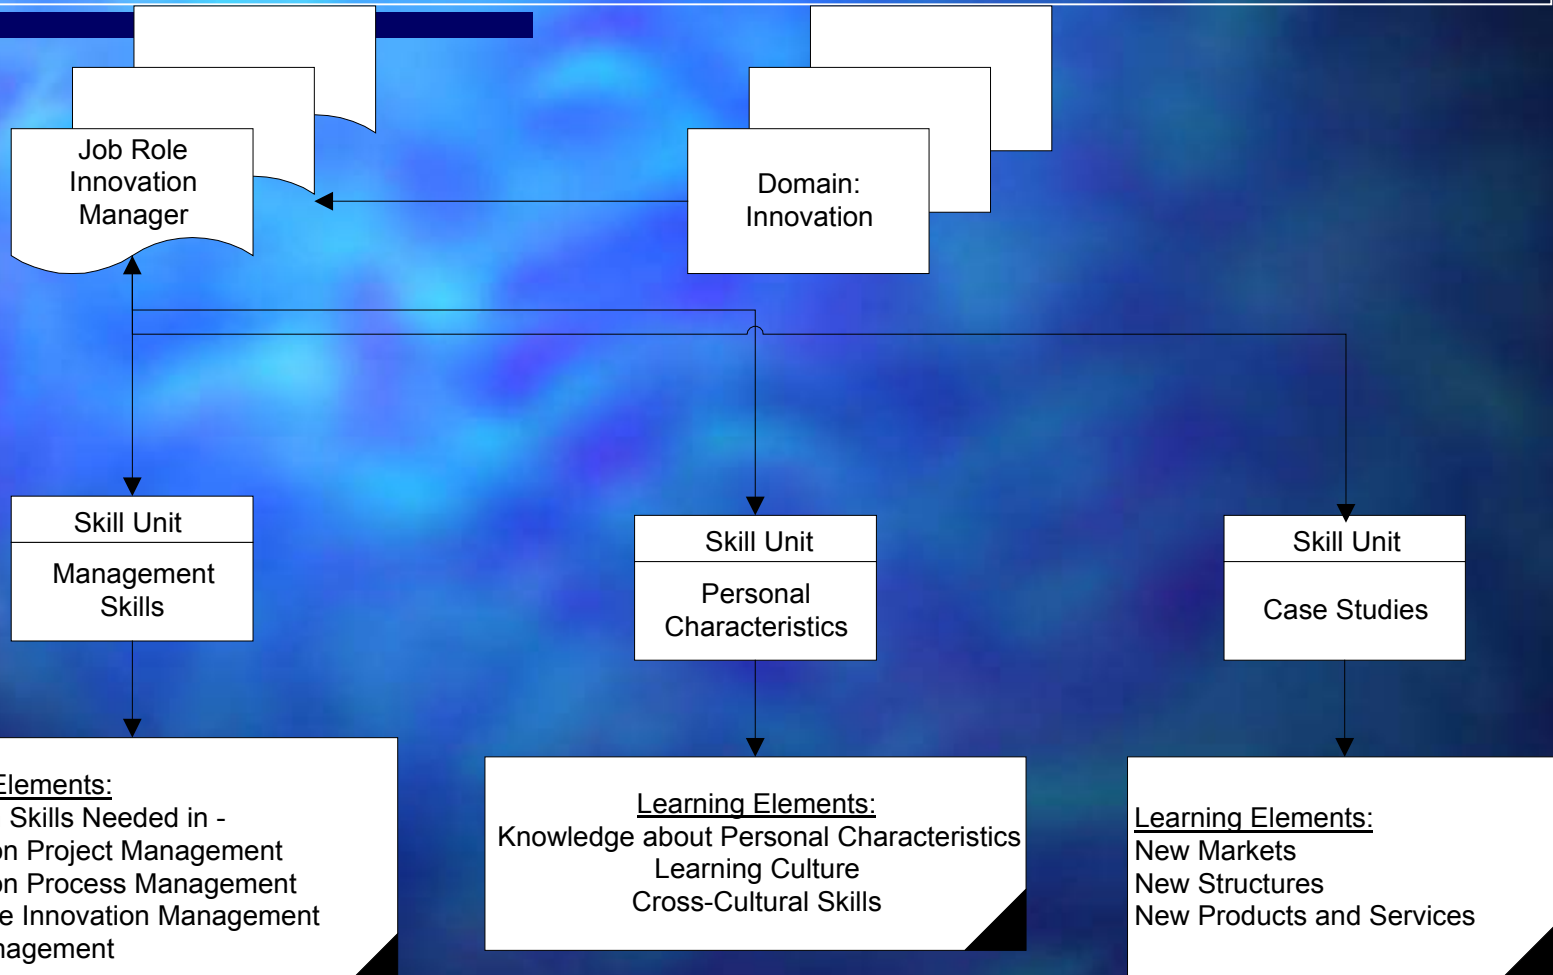 Job Role
Innovation
Manager
Domain:
Innovation
Skill Unit
Management
Skills
Skill Unit
Personal
Characteristics
Skill Unit
Case Studies
Elements:
Skills Needed in -
on Project Management
on Process Management
e Innovation Management
nagement
Learning Elements:
Knowledge about Personal Characteristics
Learning Culture
Cross-Cultural Skills
Learning Elements:
New Markets
New Structures
New Products and Services